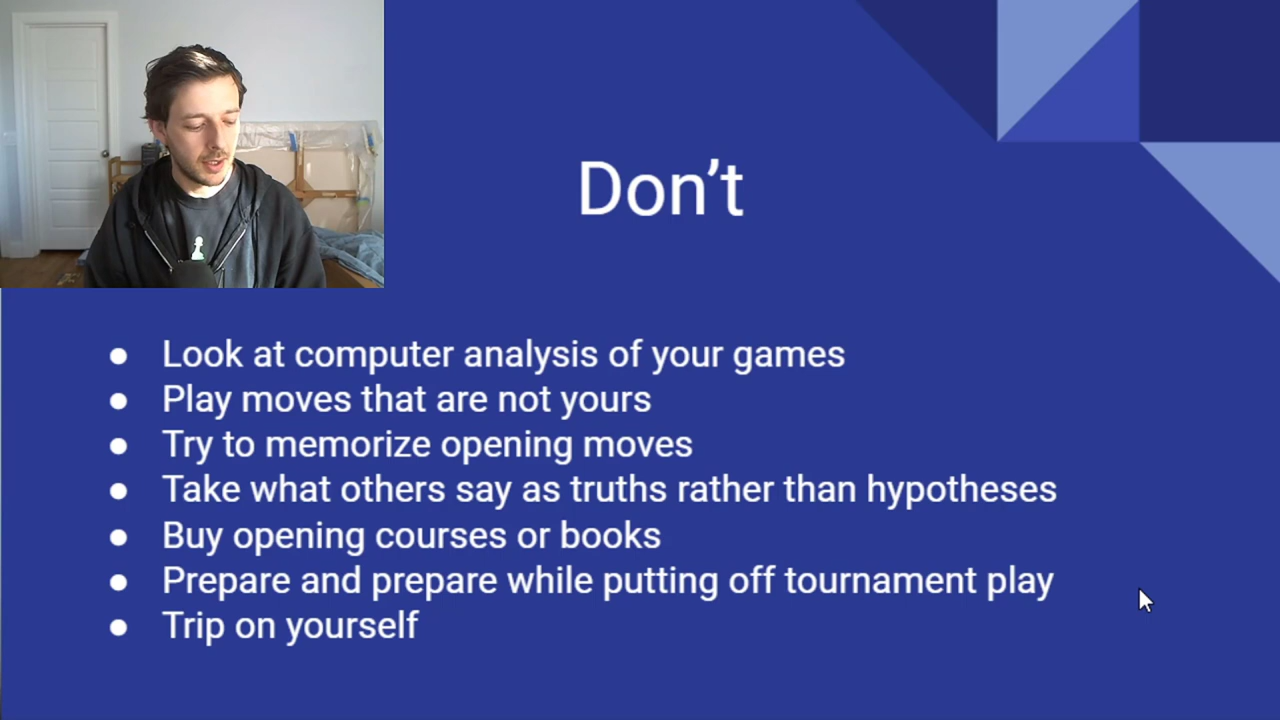 Don’t
Look at computer analysis of your games
Play moves that are not yours
Try to memorize opening moves
Take what others say as truths rather than hypotheses
Buy opening courses or books
Prepare and prepare while putting off tournament play
Trip on yourself